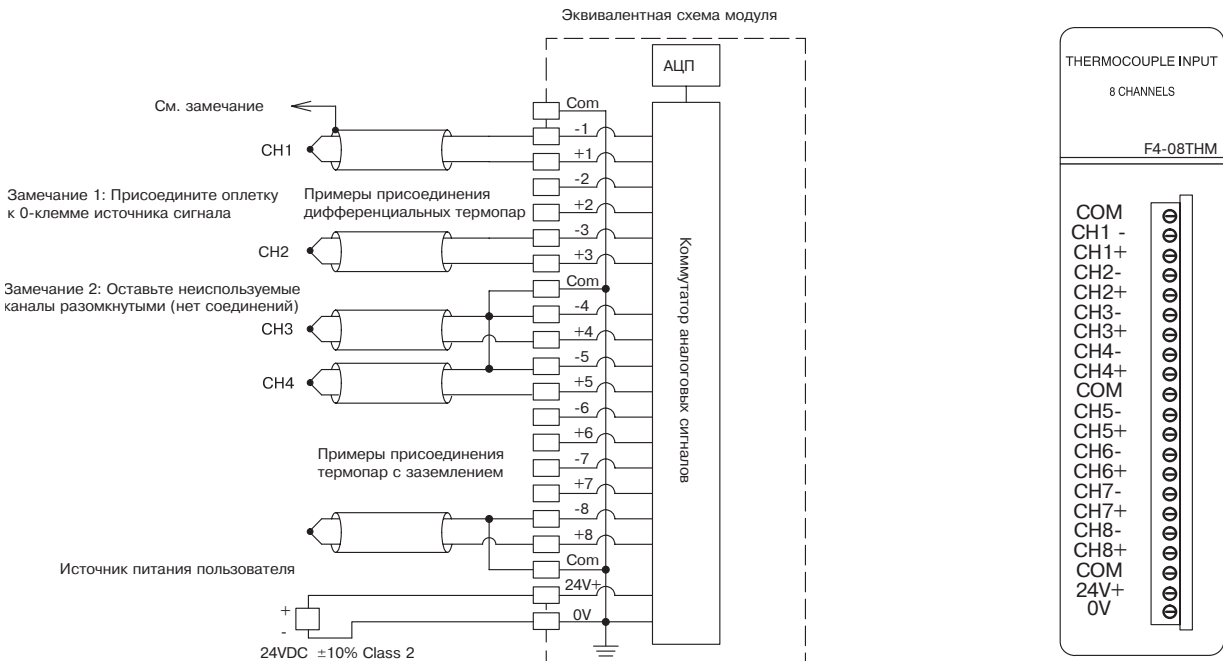 Эквивалентная схема модуля
АЦП
См. замечание
CH1
Замечание 1: Присоедините оплетку
к 0-клемме источника сигнала
Примеры присоединения
дифференциальных термопар
CH2
Замечание 2: Оставьте неиспользуемые
каналы разомкнутыми (нет соединений)
CH3
CH4
Примеры присоединения
термопар с заземлением
Источник питания пользователя
+
-
24VDC ±10% Class 2
Com
-1
+1
-2
+2
-3
+3
Com
-4
+4
-5
+5
-6
+6
-7
+7
-8
+8
Com
24V+
0V
Коммутатор аналоговых сигналов
THERMOCOUPLE INPUT
8 CHANNELS
F4-08THM
COM
CH1 -
CH1+
CH2-
CH2+
CH3-
CH3+
CH4-
CH4+
COM
CH5-
CH5+
CH6-
CH6+
CH7-
CH7+
CH8-
CH8+
COM
24V+
0V